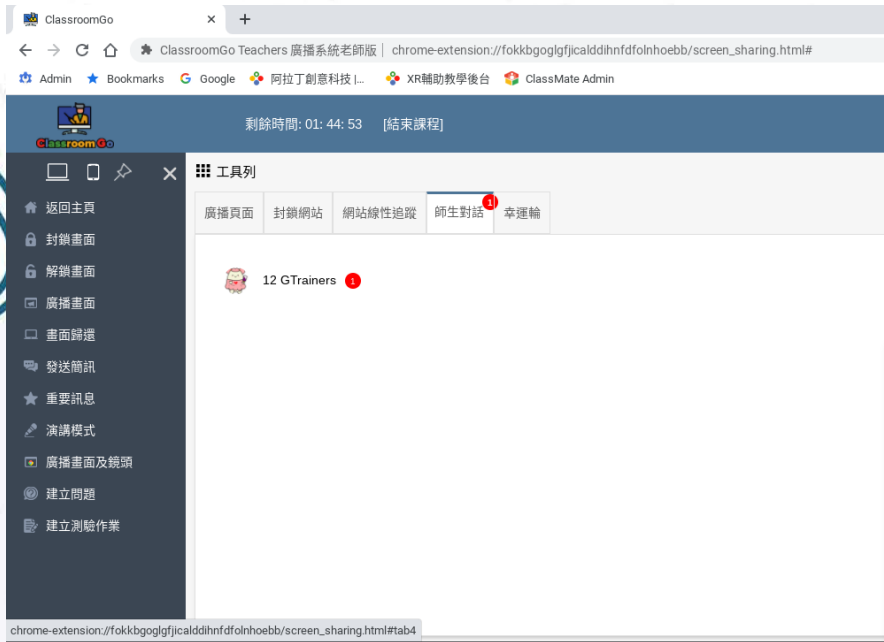 ClassroomGo
ClassroomGo Teachers 廣播系統老師版 | chrome-extension://fokkbgoglgfjicalddihnfdfolnhoebb/screen_sharing.html#
Admin Bookmarks Google 阿拉丁創意科技 |... XR輔助教學後台 ClassMate Admin
Classroom Go
剩餘時間: 01: 44: 53 [結束課程]
工具列
廣播頁面 封鎖網站 網站線性追蹤 師生對話 1 幸運輪
返回主頁
封鎖畫面
解鎖畫面
廣播畫面
畫面歸還
發送簡訊
重要訊息
演講模式
廣播畫面及鏡頭
建立問題
建立測驗作業
12 GTrainers 1
chrome-extension://fokkbgoglgfjicalddihnfdfolnhoebb/screen_sharing.html#tab4